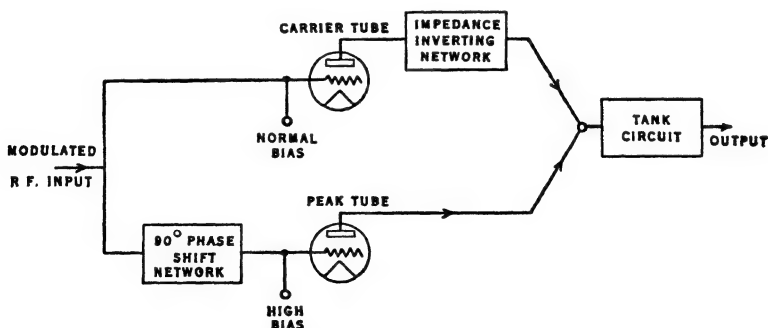 CARRIER TUBE
IMPEDANCE
INVERTING
NETWORK
NORMAL
BIAS
MODULATED
R F. INPUT
TANK
CIRCUIT
OUTPUT
PEAK TUBE
90° PHASE
SHIFT
NETWORK
HIGH
BIAS